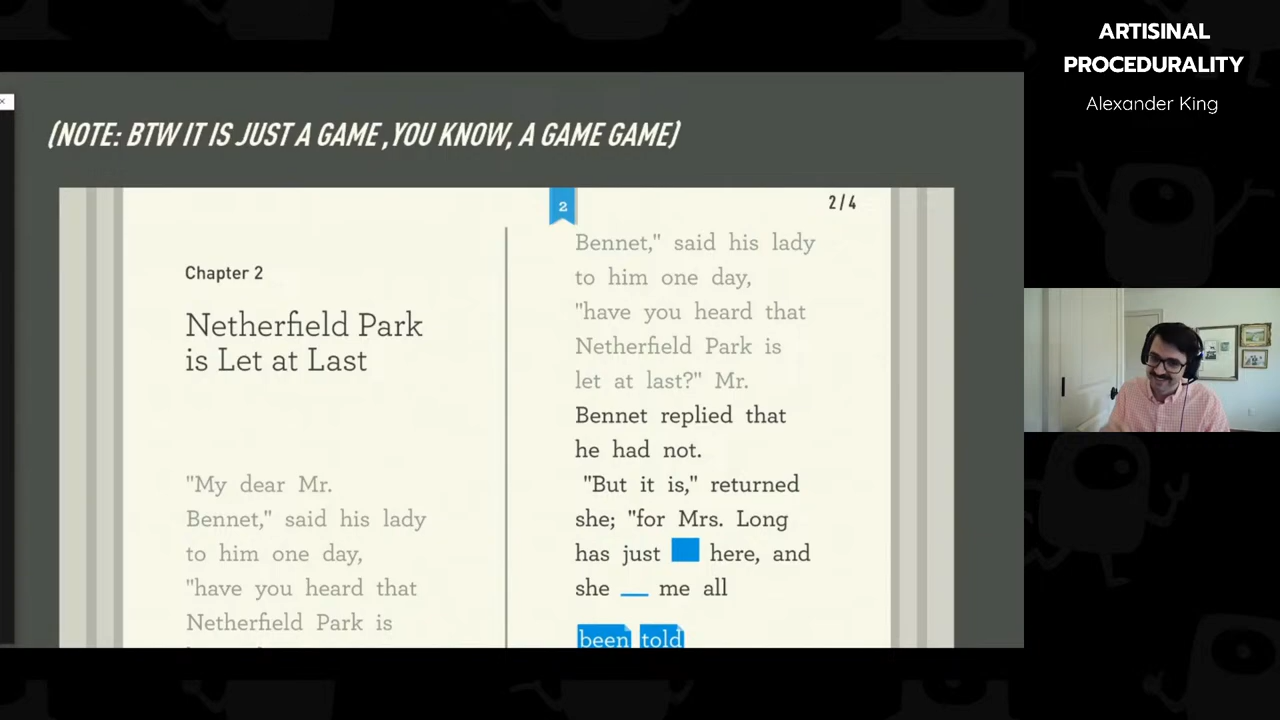 ARTISINAL
PROCEDURALITY
Alexander King
(NOTE: BTW IT IS JUST A GAME ,YOU KNOW, A GAME GAME)
Chapter 2
Netherfield Park
is Let at Last
"My dear Mr.
Bennet," said his lady
to him one day,
"have you heard that
Netherfield Park is
2
2/4
Bennet," said his lady
to him one day,
"have you heard that
Netherfield Park is
let at last?" Mr.
Bennet replied that
he had not.
"But it is," returned
she; "for Mrs. Long
has just here, and
she __ me all
been told